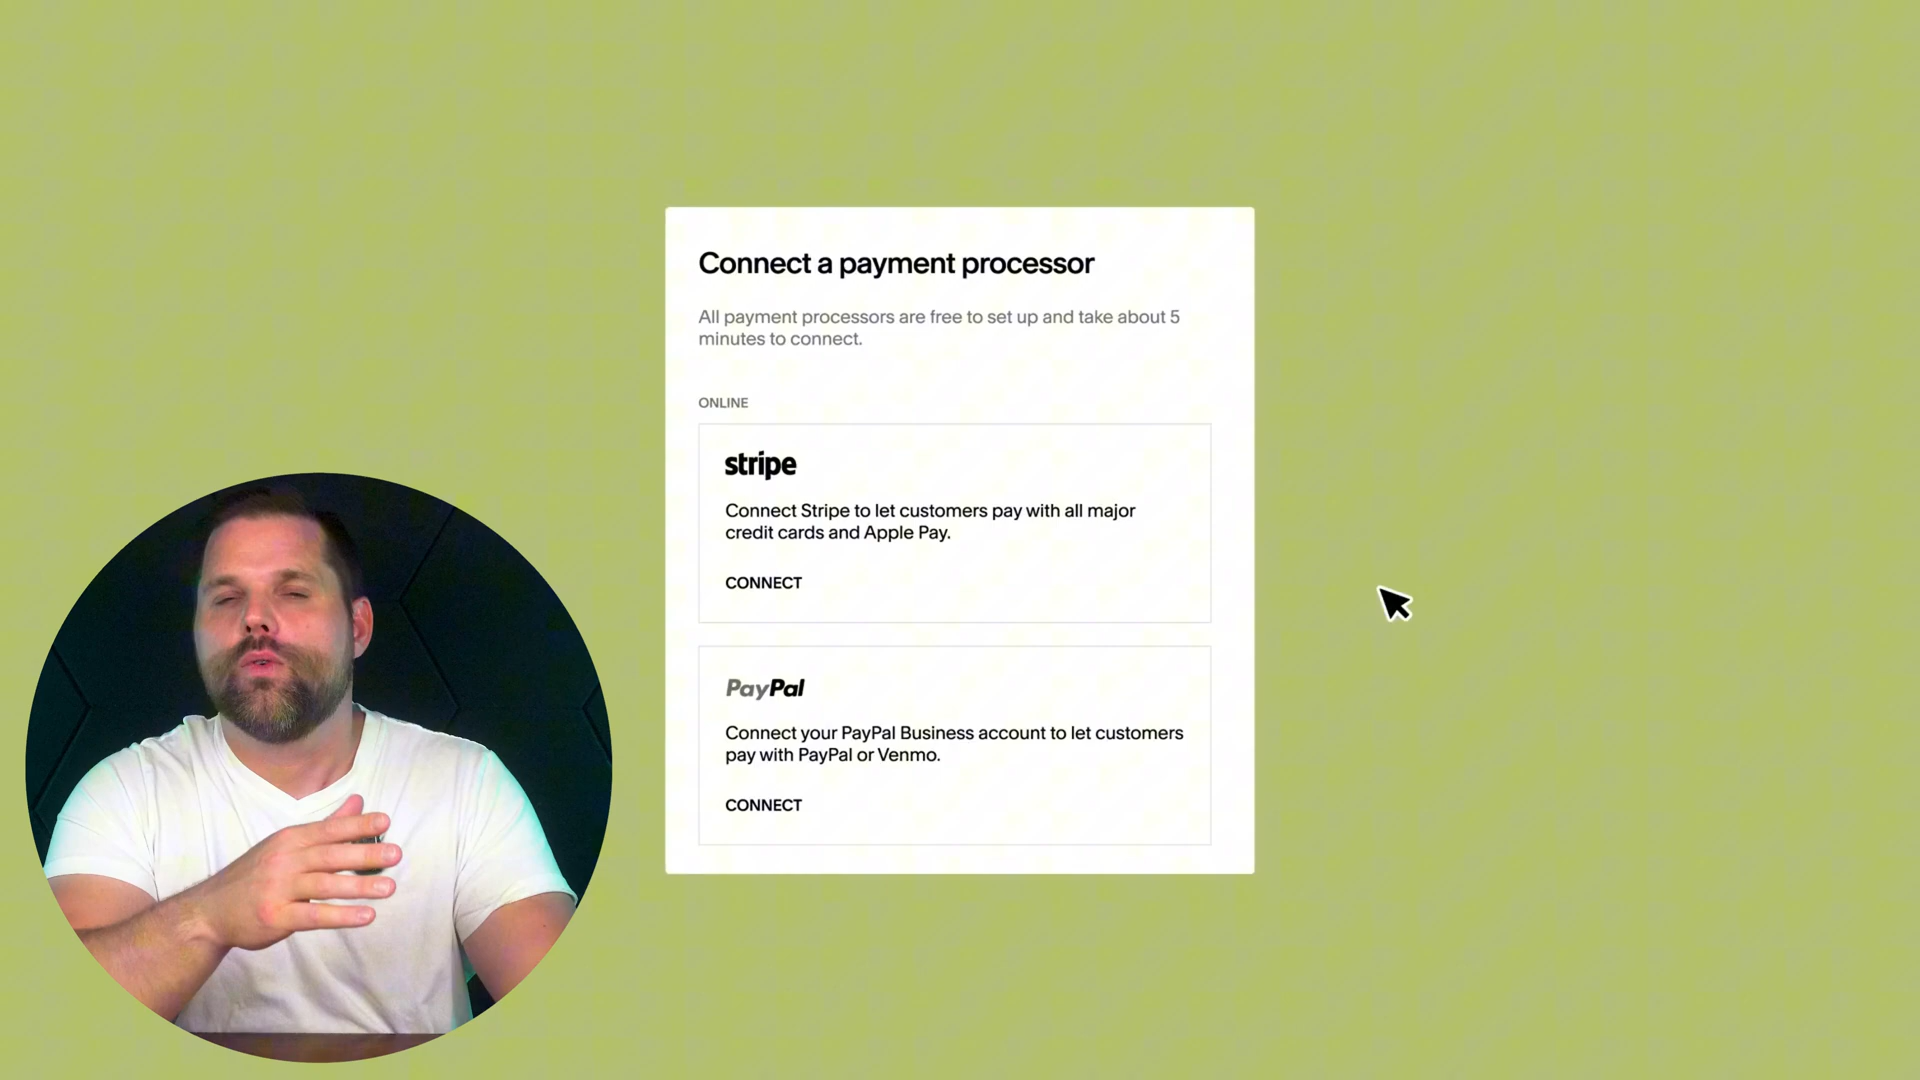 Connect a payment processor
All payment processors are free to set up and take about 5
minutes to connect.
ONLINE
stripe
Connect Stripe to let customers pay with all major
credit cards and Apple Pay.
CONNECT
PayPal
Connect your PayPal Business account to let customers
pay with PayPal or Venmo.
CONNECT